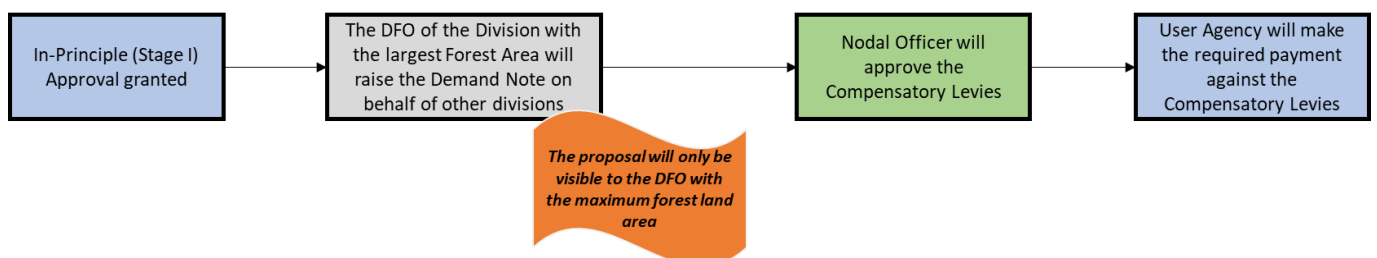 In-Principle (Stage I)
Approval granted
The DFO of the Division with
the largest Forest Area will
raise the Demand Note on
behalf of other divisions
The proposal will only be
visible to the DFO with
the maximum forest land
area
Nodal Officer will
approve the
Compensatory Levies
User Agency will make
the required payment
against the
Compensatory Levies